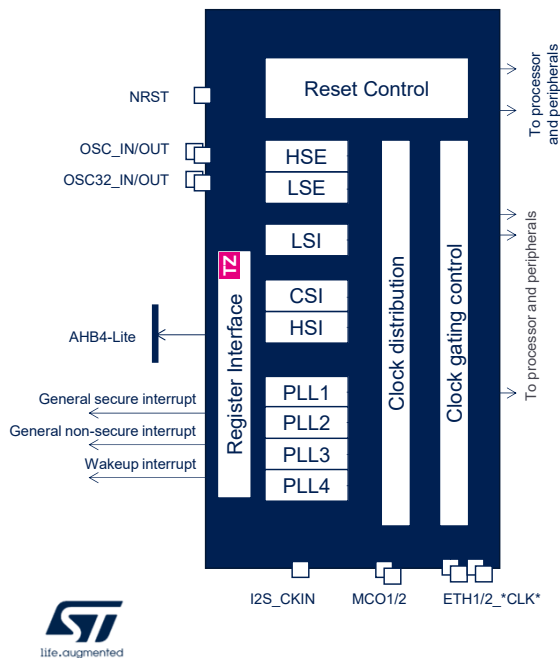 Reset Control
To processor
and peripherals
NRST
OSC_IN/OUT
OSC32_IN/OUT
HSE
LSE
LSI
CSI
HSI
PLL1
PLL2
PLL3
PLL4
TZ
Register Interface
Clock distribution
Clock gating control
To processor and peripherals
AHB4-Lite
General secure interrupt
General non-secure interrupt
Wakeup interrupt
I2S_CKIN
MCO1/2
ETH1/2_*CLK*
ST
life.augmented